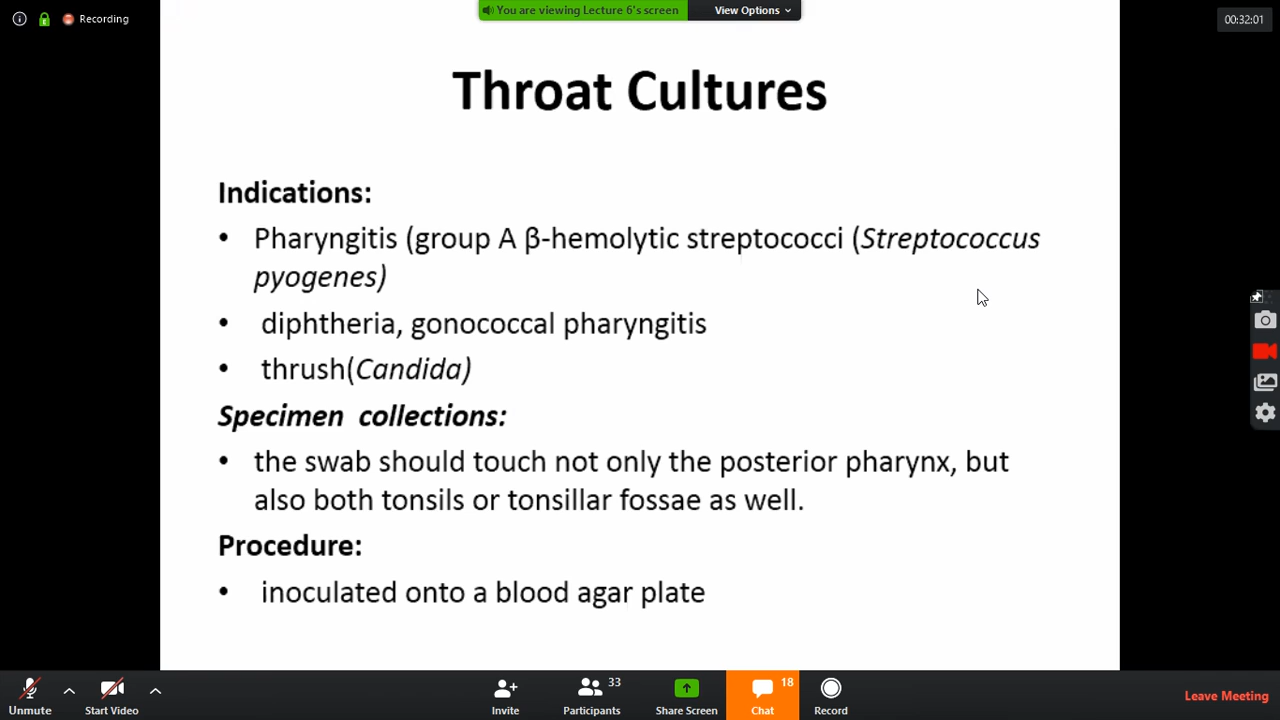 Recording
You are viewing Lecture 6's screen
View Options
00:32:01
Throat Cultures
Indications:
• Pharyngitis (group A β-hemolytic streptococci (Streptococcus
pyogenes)
• diphtheria, gonococcal pharyngitis
• thrush(Candida)
Specimen collections:
• the swab should touch not only the posterior pharynx, but
also both tonsils or tonsillar fossae as well.
Procedure:
• inoculated onto a blood agar plate
Unmute
Start Video
Invite
33
Participants
Share Screen
18
Chat
Record
Leave Meeting